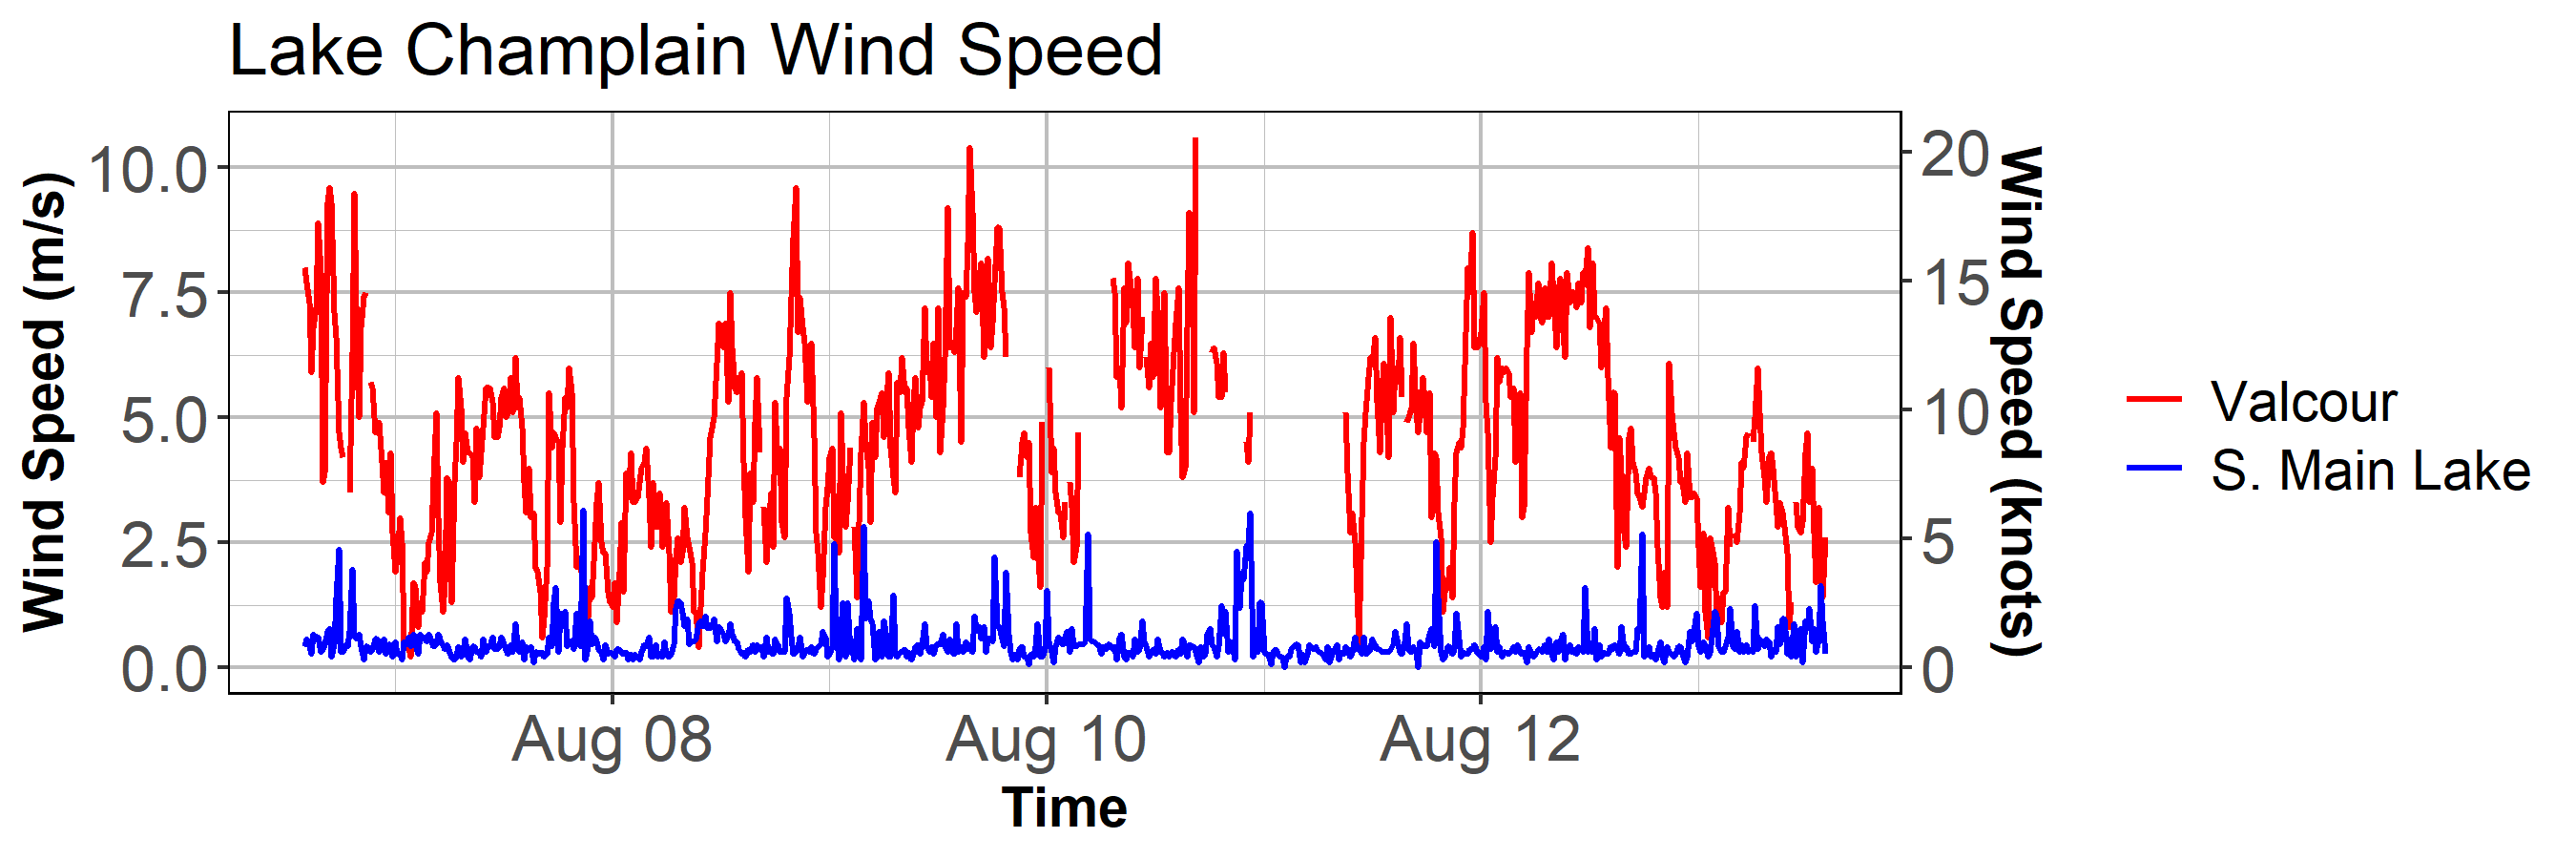 Lake Champlain Wind Speed
Wind Speed (m/s)
10.0
7.5
5.0
2.5
0.0
20
15
10
5
0
Wind Speed (knots)
Aug 08
Aug 10
Aug 12
Time
Valcour
S. Main Lake